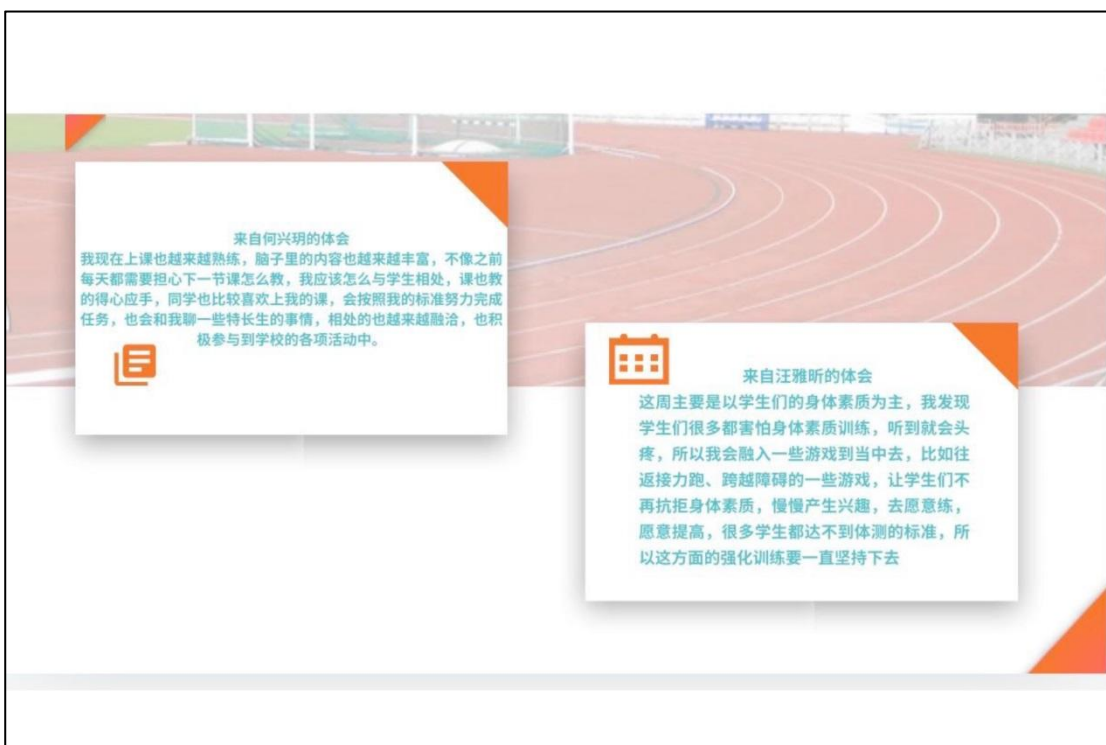 来自何兴玥的体会
我现在上课也越来越熟练，脑子里的内容也越来越丰富，不像之前
每天都需要担心下一节课怎么教，我应该怎么与学生相处，课也教
的得心应手，同学也比较喜欢上我的课，会按照我的标准努力完成
任务，也会和我聊一些特长生的事情，相处的也越来越融洽，也积
极参与到学校的各项活动中。
来自汪雅昕的体会
这周主要是以学生们的身体素质为主，我发现
学生们很多都害怕身体素质训练，听到就会头
疼，所以我会融入一些游戏到当中去，比如往
返接力跑、跨越障碍的一些游戏，让学生们不
再抗拒身体素质，慢慢产生兴趣，去愿意练，
愿意提高，很多学生都达不到体测的标准，所
以这方面的强化训练要一直坚持下去